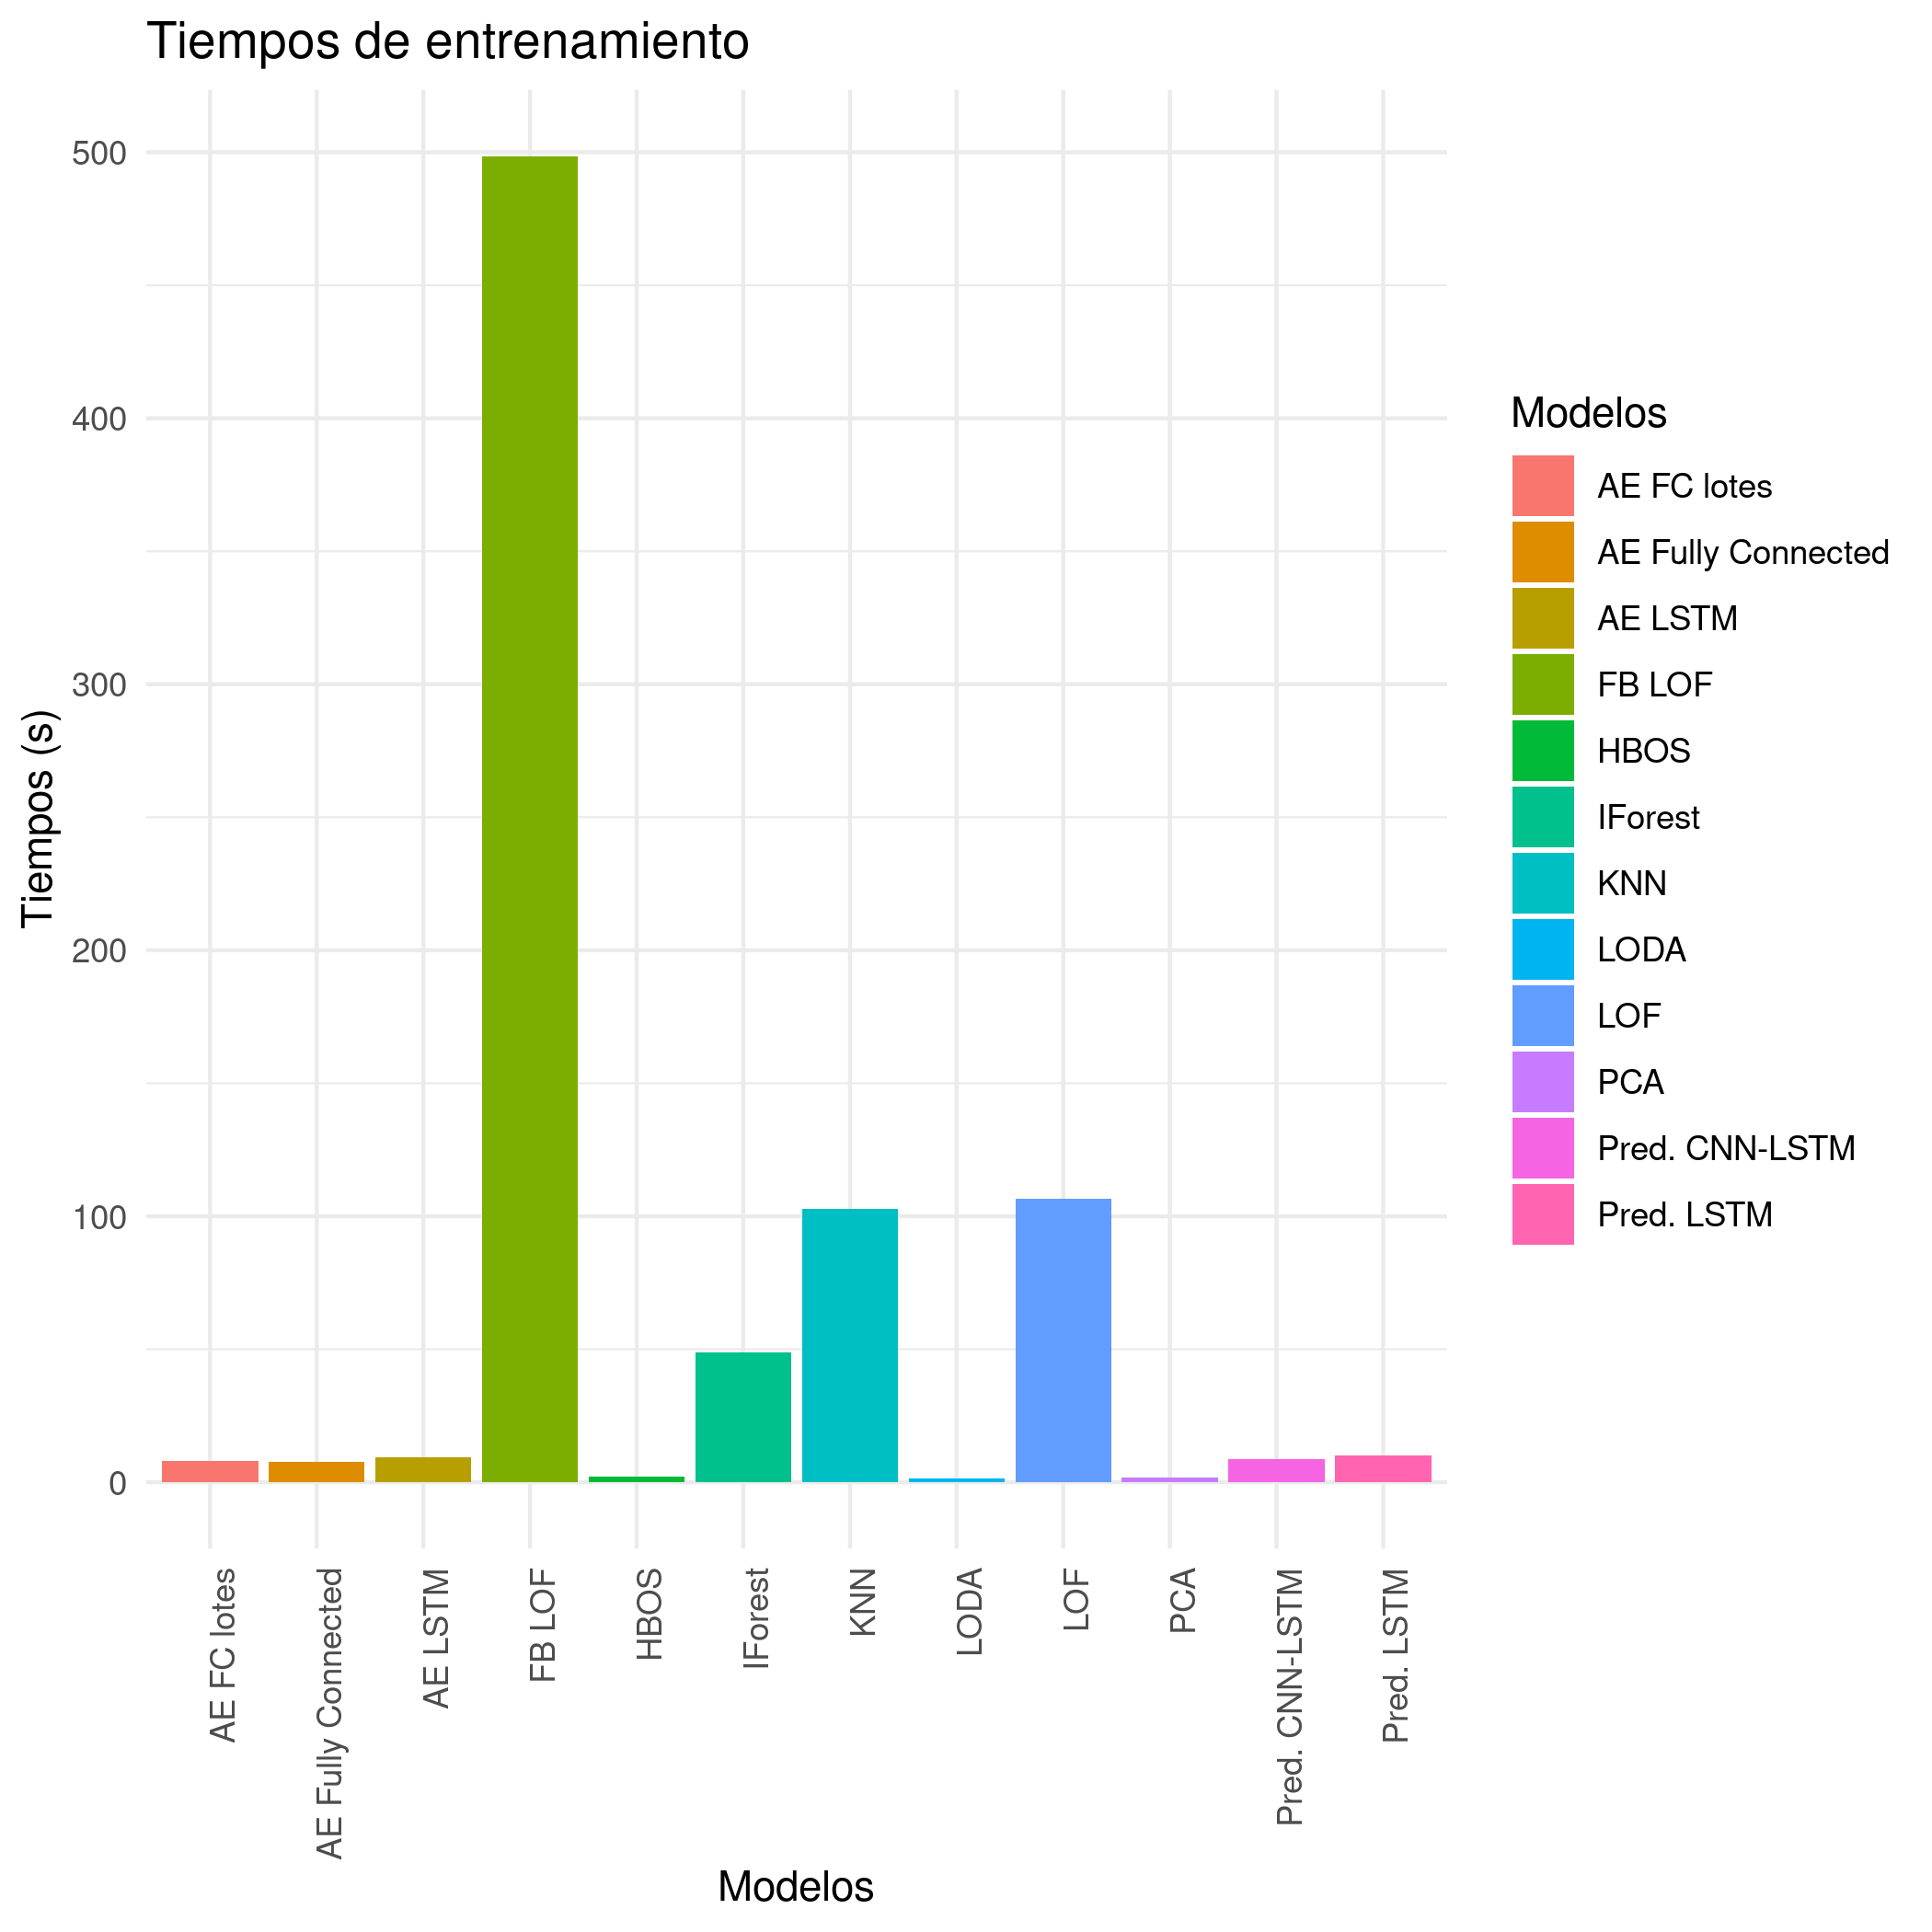 Tiempos de entrenamiento
Tiempos (s)
500
400
300
200
100
0
AE FC lotes
AE Fully Connected
AE LSTM
FB LOF
HBOS
IForest
KNN
LODA
LOF
PCA
Pred. CNN-LSTM
Pred. LSTM
Modelos
Modelos
AE FC lotes
AE Fully Connected
AE LSTM
FB LOF
HBOS
IForest
KNN
LODA
LOF
PCA
Pred. CNN-LSTM
Pred. LSTM